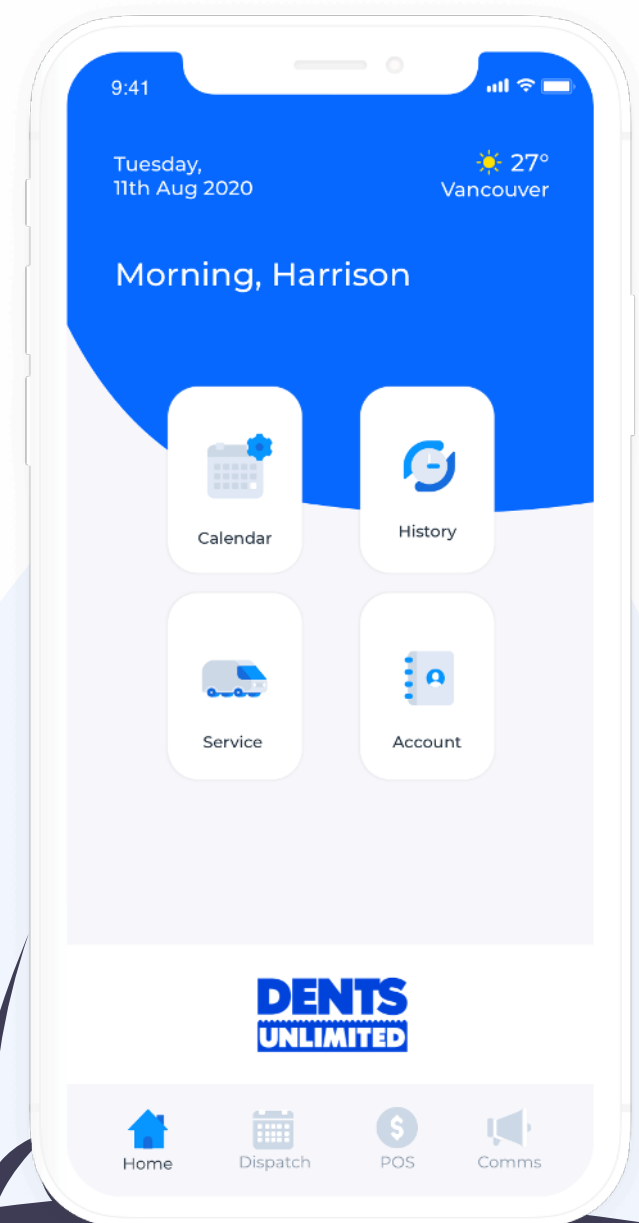 9:41
Tuesday,
11th Aug 2020
27°
Vancouver
Morning, Harrison
Calendar
History
Service
Account
DENTS
UNLIMITED
$
Home
Dispatch
POS
Comms